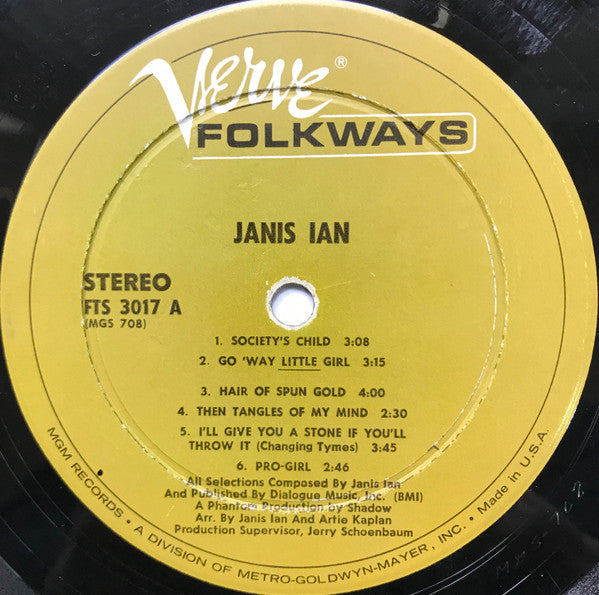 Verve ®
FOLKWAYS
JANIS IAN
STEREO
FTS 3017 A
(MGS 708)
1. SOCIETY'S CHILD 3:08
2. GO 'WAY LITTLE GIRL 3:15
3. HAIR OF SPUN GOLD 4:00
4. THEN TANGLES OF MY MIND 2:30
5. I'LL GIVE YOU A STONE IF YOU'LL
THROW IT (Changing Tymes) 3:45
6. PRO-GIRL 2:46
All Selections Composed By Janis Ian
And Published By Dialogue Music, Inc. (BMI)
A Phantom Production by Shadow
Arr. By Janis Ian And Artie Kaplan
Production Supervisor, Jerry Schoenbaum
MGM RECORDS • A DIVISION OF METRO-GOLDWYN-MAYER, INC. • Made in U.S.A.